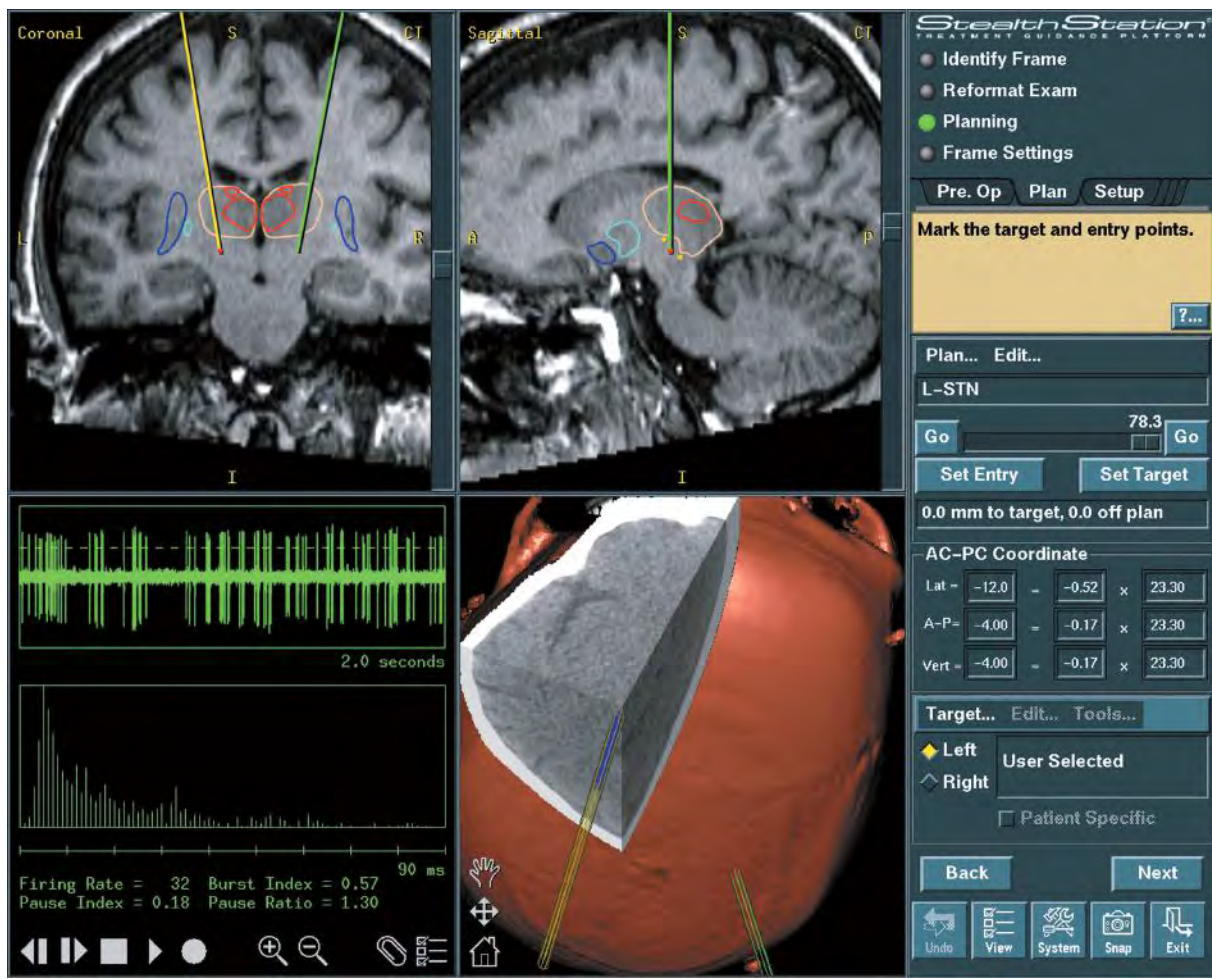 Coronal
S
CT
L
R
I
Sagittal
S
CT
A
P
I
StealthStation®
TREATMENT GUIDANCE PLATFORM
Identify Frame
Reformat Exam
Planning
Frame Settings
Pre. Op Plan Setup
Mark the target and entry points.
?...
Plan... Edit...
L-STN
78.3
Go Go
Set Entry Set Target
0.0 mm to target, 0.0 off plan
AC-PC Coordinate
Lat = -12.0 = -0.52 × 23.30
A-P= -4.00 = -0.17 × 23.30
Vert = -4.00 = -0.17 × 23.30
Target... Edit... Tools...
Left
Right
User Selected
Patient Specific
Back Next
Undo View System Snap Exit
2.0 seconds
90 ms
Firing Rate = 32 Burst Index = 0.57
Pause Index = 0.18 Pause Ratio = 1.30